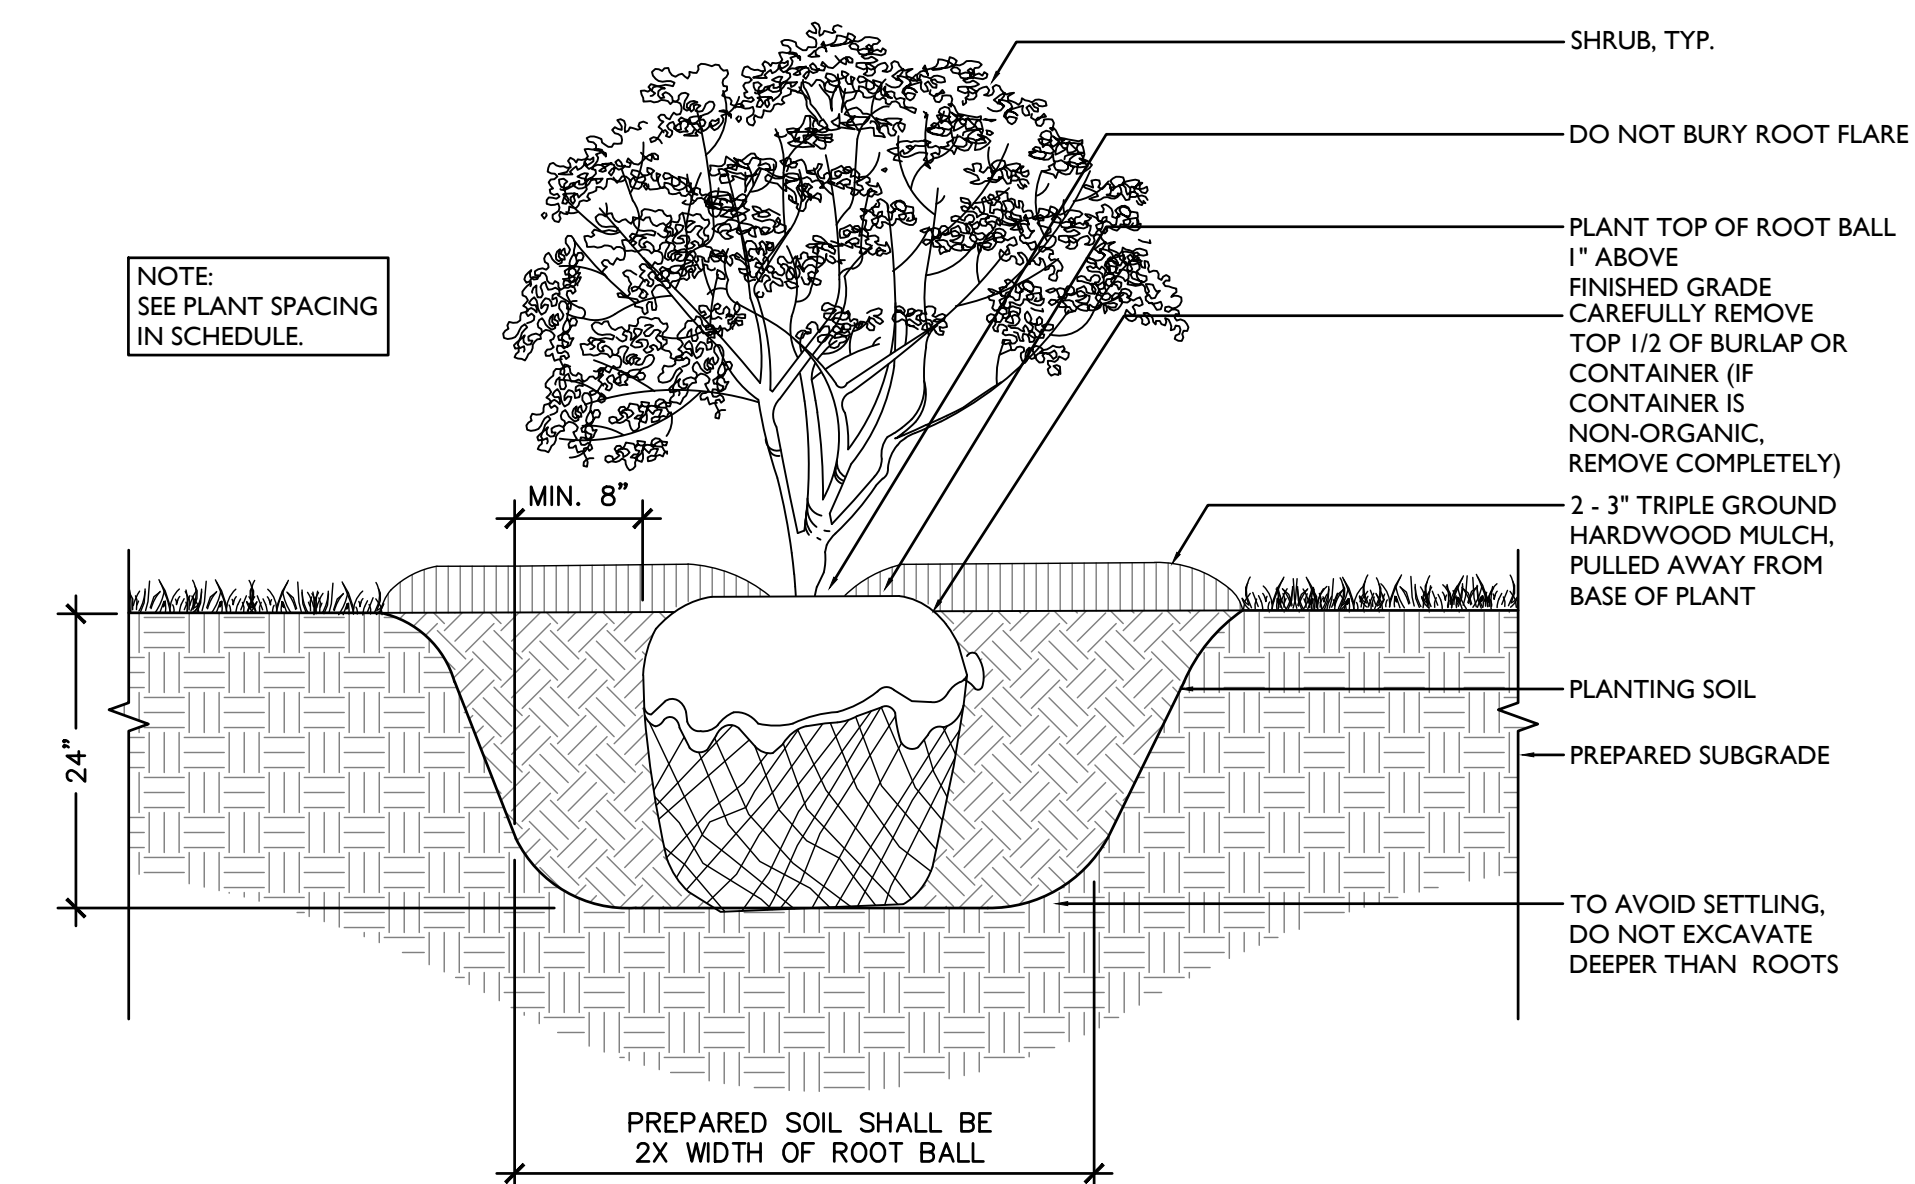 SHRUB, TYP.
DO NOT BURY ROOT FLARE
PLANT TOP OF ROOT BALL
1" ABOVE
FINISHED GRADE
CAREFULLY REMOVE
TOP 1/2 OF BURLAP OR
CONTAINER (IF
CONTAINER IS
NON-ORGANIC,
REMOVE COMPLETELY)
2 - 3" TRIPLE GROUND
HARDWOOD MULCH,
PULLED AWAY FROM
BASE OF PLANT
PLANTING SOIL
PREPARED SUBGRADE
TO AVOID SETTLING,
DO NOT EXCAVATE
DEEPER THAN ROOTS
NOTE:
SEE PLANT SPACING
IN SCHEDULE.
MIN. 8"
24"
PREPARED SOIL SHALL BE
2X WIDTH OF ROOT BALL